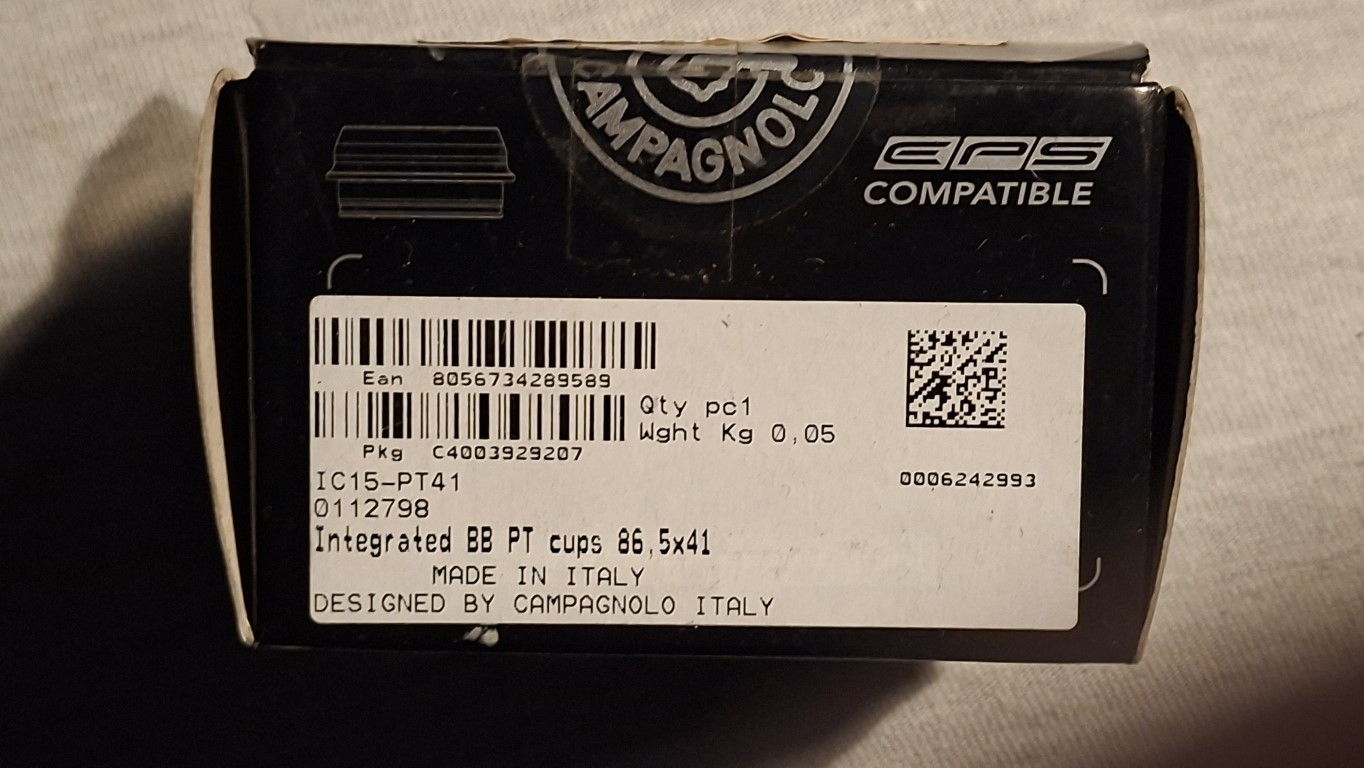 CAMPAGNOLO
EPS
COMPATIBLE
Ean 8056734289589
Qty pc1
Wght Kg 0,05
Pkg C4003929207
IC15-PT41
0006242993
0112798
Integrated BB PT cups 86,5x41
MADE IN ITALY
DESIGNED BY CAMPAGNOLO ITALY